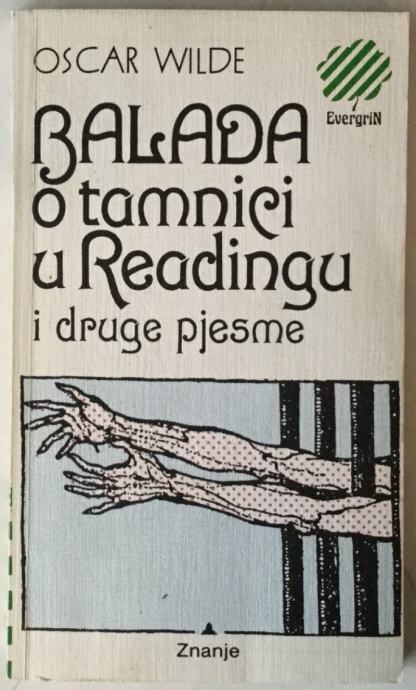 OSCAR WILDE
EvergriN
BALADA
o tamnici
u Readingu
i druge pjesme
Znanje